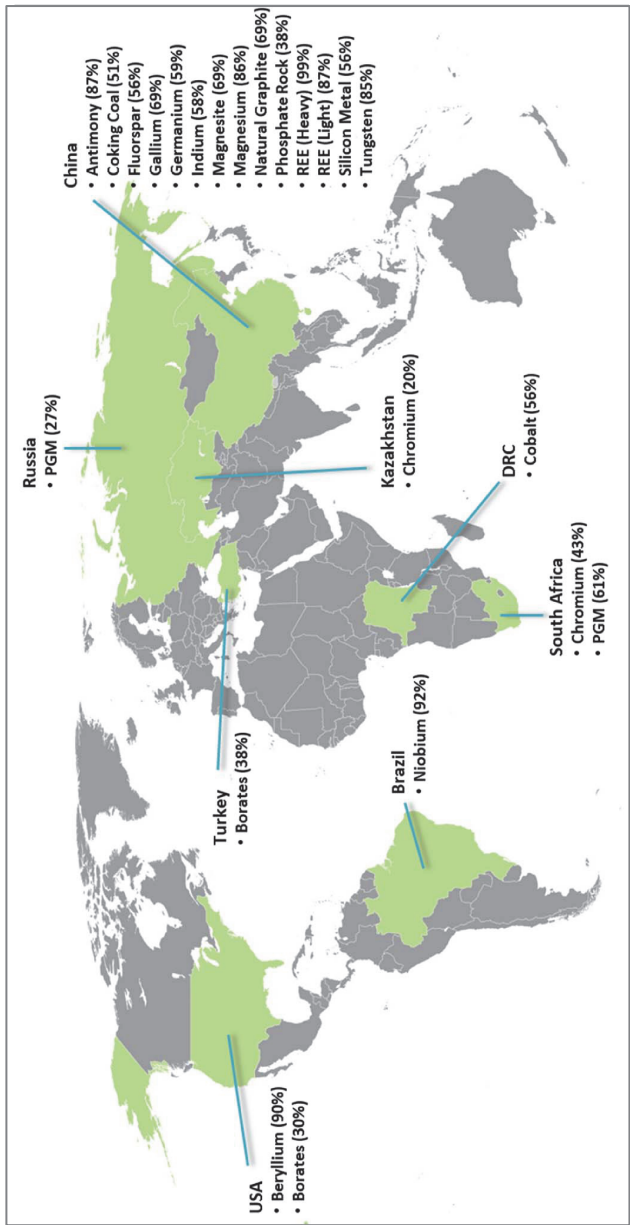 Russia
• PGM (27%)
China
• Antimony (87%)
• Coking Coal (51%)
• Fluorspar (56%)
• Gallium (69%)
• Germanium (59%)
• Indium (58%)
• Magnesite (69%)
• Magnesium (86%)
• Natural Graphite (69%)
• Phosphate Rock (38%)
• REE (Heavy) (99%)
• REE (Light) (87%)
• Silicon Metal (56%)
• Tungsten (85%)
USA
• Beryllium (90%)
• Borates (30%)
Turkey
• Borates (38%)
Kazakhstan
• Chromium (20%)
Brazil
• Niobium (92%)
DRC
• Cobalt (56%)
South Africa
• Chromium (43%)
• PGM (61%)